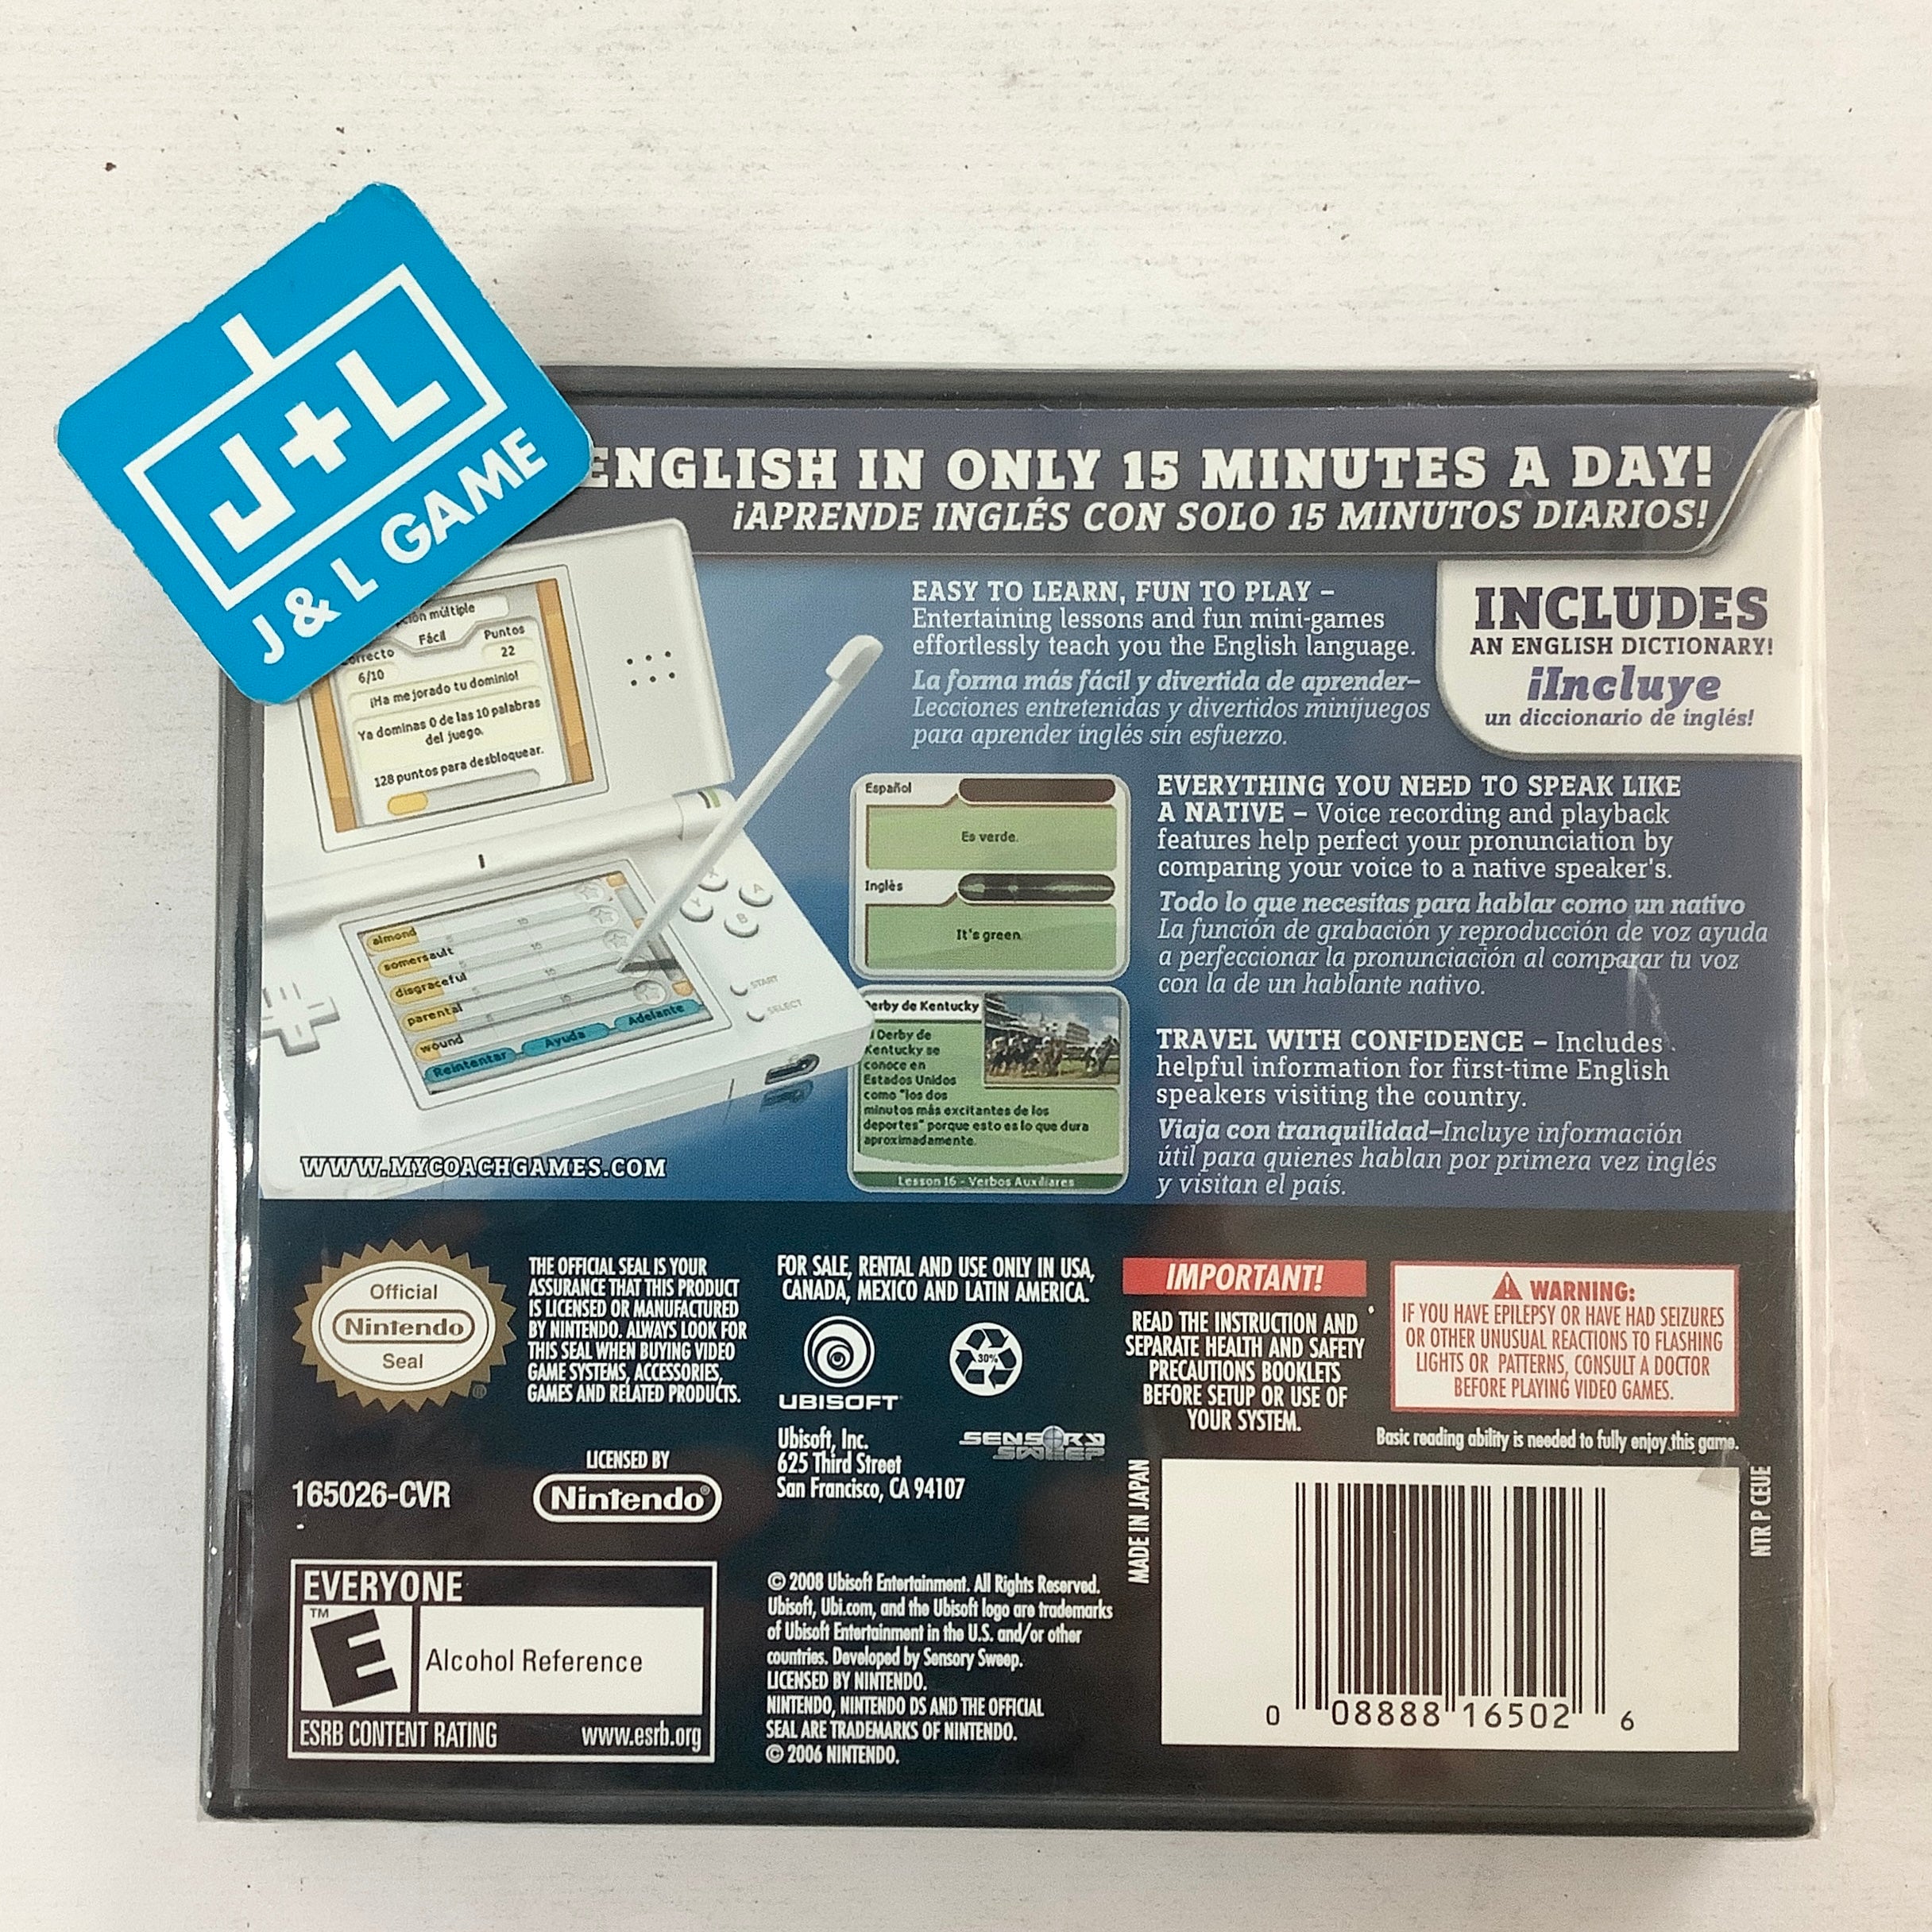 J+L
J & L GAME
ENGLISH IN ONLY 15 MINUTES A DAY!
¡APRENDE INGLÉS CON SOLO 15 MINUTOS DIARIOS!
múltiple
Fácil
Puntos
22
6/10
¡Ha mejorado tu dominio!
Ya dominas 0 de las 10 palabras
del juego.
128 puntos para desbloquear.
almond
somersault
disgraceful
parental
wound
Reintentar
Ayuda
Adelante
A
B
Y
START
SELECT
WWW.MYCOACHGAMES.COM
EASY TO LEARN, FUN TO PLAY –
Entertaining lessons and fun mini-games
effortlessly teach you the English language.
La forma más fácil y divertida de aprender–
Lecciones entretenidas y divertidos minijuegos
para aprender inglés sin esfuerzo.
INCLUDES
AN ENGLISH DICTIONARY!
¡Incluye
un diccionario de inglés!
Español
Es verde.
Inglés
It's green.
Derby de Kentucky
Derby de
Kentucky se
conoce en
Estados Unidos
como "los dos
minutos más excitantes de los
deportes" porque esto es lo que dura
aproximadamente.
Lesson 16 - Verbos Auxiliares
EVERYTHING YOU NEED TO SPEAK LIKE
A NATIVE – Voice recording and playback
features help perfect your pronunciation by
comparing your voice to a native speaker's.
Todo lo que necesitas para hablar como un nativo
La función de grabación y reproducción de voz ayuda
a perfeccionar la pronunciación al comparar tu voz
con la de un hablante nativo.
TRAVEL WITH CONFIDENCE – Includes
helpful information for first-time English
speakers visiting the country.
Viaja con tranquilidad–Incluye información
útil para quienes hablan por primera vez inglés
y visitan el país.
Official
Nintendo
Seal
®
THE OFFICIAL SEAL IS YOUR
ASSURANCE THAT THIS PRODUCT
IS LICENSED OR MANUFACTURED
BY NINTENDO. ALWAYS LOOK FOR
THIS SEAL WHEN BUYING VIDEO
GAME SYSTEMS, ACCESSORIES,
GAMES AND RELATED PRODUCTS.
FOR SALE, RENTAL AND USE ONLY IN USA,
CANADA, MEXICO AND LATIN AMERICA.
UBISOFT
30%
Ubisoft, Inc.
625 Third Street
San Francisco, CA 94107
SENSORY
SWEEP
IMPORTANT!
READ THE INSTRUCTION AND
SEPARATE HEALTH AND SAFETY
PRECAUTIONS BOOKLETS
BEFORE SETUP OR USE OF
YOUR SYSTEM.
WARNING:
IF YOU HAVE EPILEPSY OR HAVE HAD SEIZURES
OR OTHER UNUSUAL REACTIONS TO FLASHING
LIGHTS OR PATTERNS, CONSULT A DOCTOR
BEFORE PLAYING VIDEO GAMES.
Basic reading ability is needed to fully enjoy this game.
165026-CVR
LICENSED BY
Nintendo®
EVERYONE
TM
E
Alcohol Reference
ESRB CONTENT RATING www.esrb.org
© 2008 Ubisoft Entertainment. All Rights Reserved.
Ubisoft, Ubi.com, and the Ubisoft logo are trademarks
of Ubisoft Entertainment in the U.S. and/or other
countries. Developed by Sensory Sweep.
LICENSED BY NINTENDO.
NINTENDO, NINTENDO DS AND THE OFFICIAL
SEAL ARE TRADEMARKS OF NINTENDO.
© 2006 NINTENDO.
MADE IN JAPAN
NTR P CEUE
0 08888 16502 6